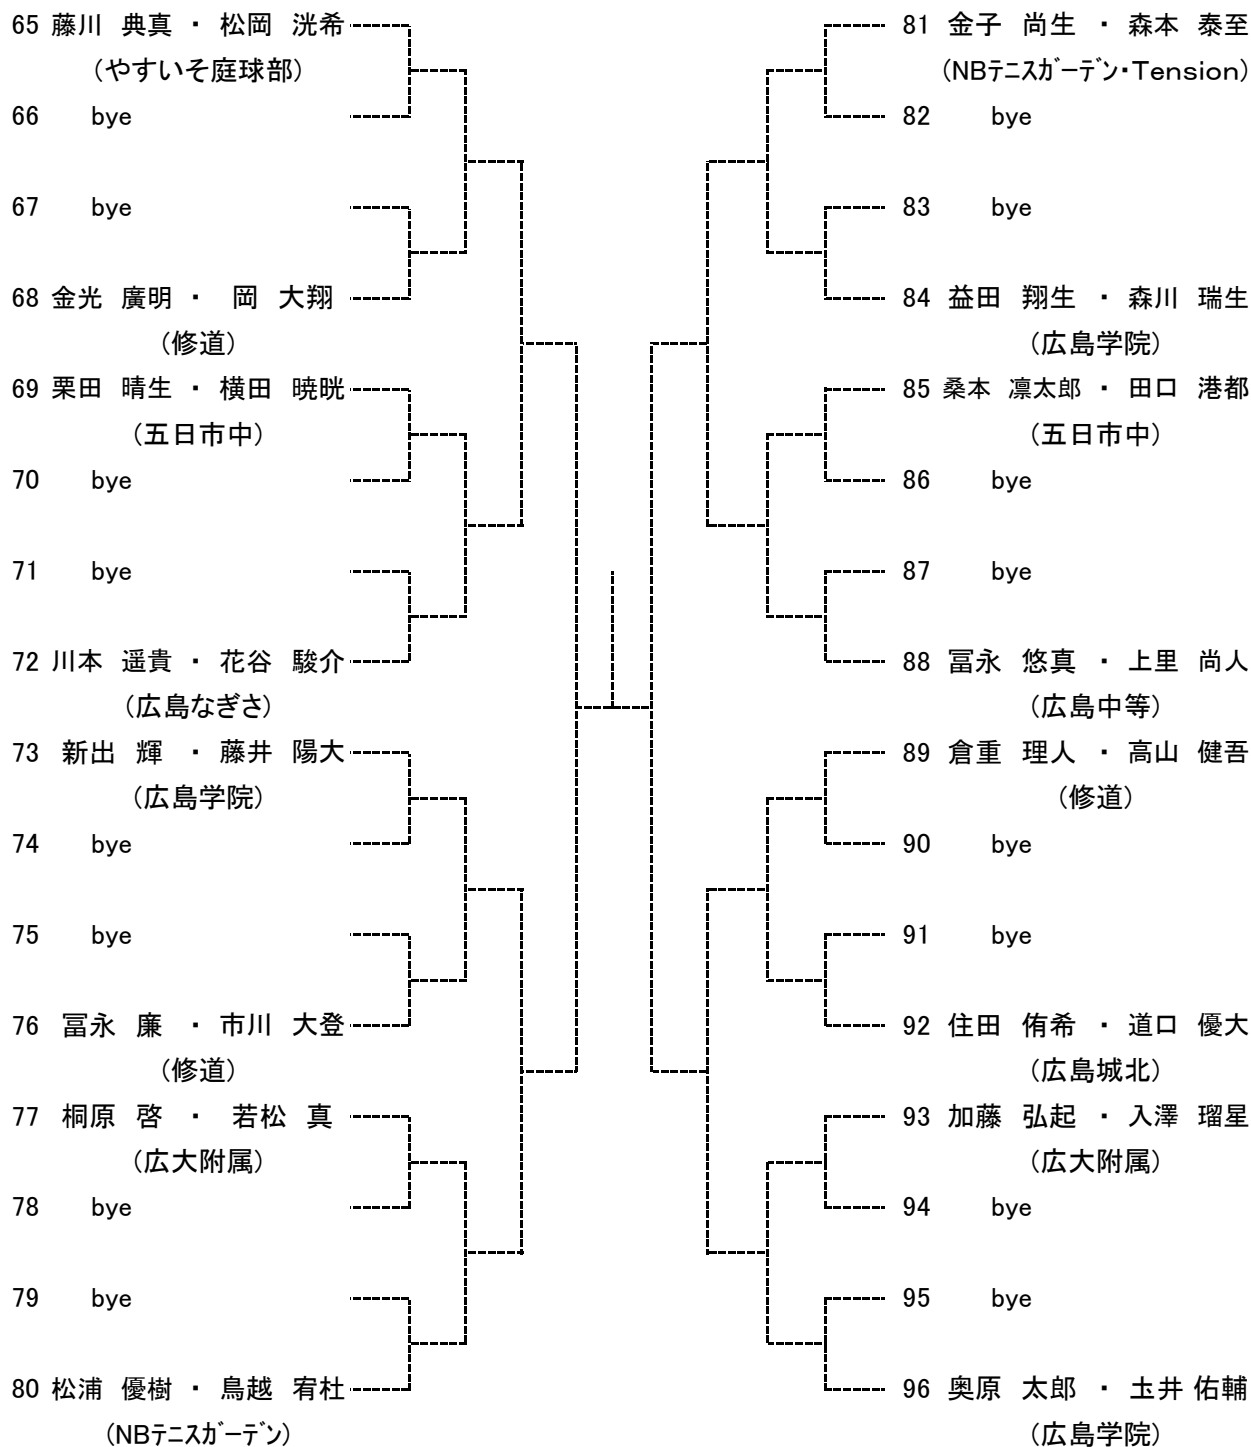 65 藤川 典真 ・ 松岡 洸希
(やすいそ庭球部)
66 bye
67 bye
68 金光 廣明 ・ 岡 大翔
(修道)
69 栗田 晴生 ・ 横田 暁晄
(五日市中)
70 bye
71 bye
72 川本 遥貴 ・ 花谷 駿介
(広島なぎさ)
73 新出 輝 ・ 藤井 陽大
(広島学院)
74 bye
75 bye
76 冨永 廉 ・ 市川 大登
(修道)
77 桐原 啓 ・ 若松 真
(広大附属)
78 bye
79 bye
80 松浦 優樹 ・ 鳥越 宥杜
(NBテニスガーデン)
81 金子 尚生 ・ 森本 泰至
(NBテニスガーデン・Tension)
82 bye
83 bye
84 益田 翔生 ・ 森川 瑞生
(広島学院)
85 桑本 凛太郎 ・ 田口 港都
(五日市中)
86 bye
87 bye
88 冨永 悠真 ・ 上里 尚人
(広島中等)
89 倉重 理人 ・ 高山 健吾
(修道)
90 bye
91 bye
92 住田 侑希 ・ 道口 優大
(広島城北)
93 加藤 弘起 ・ 入澤 瑠星
(広大附属)
94 bye
95 bye
96 奥原 太郎 ・ 圡井 佑輔
(広島学院)